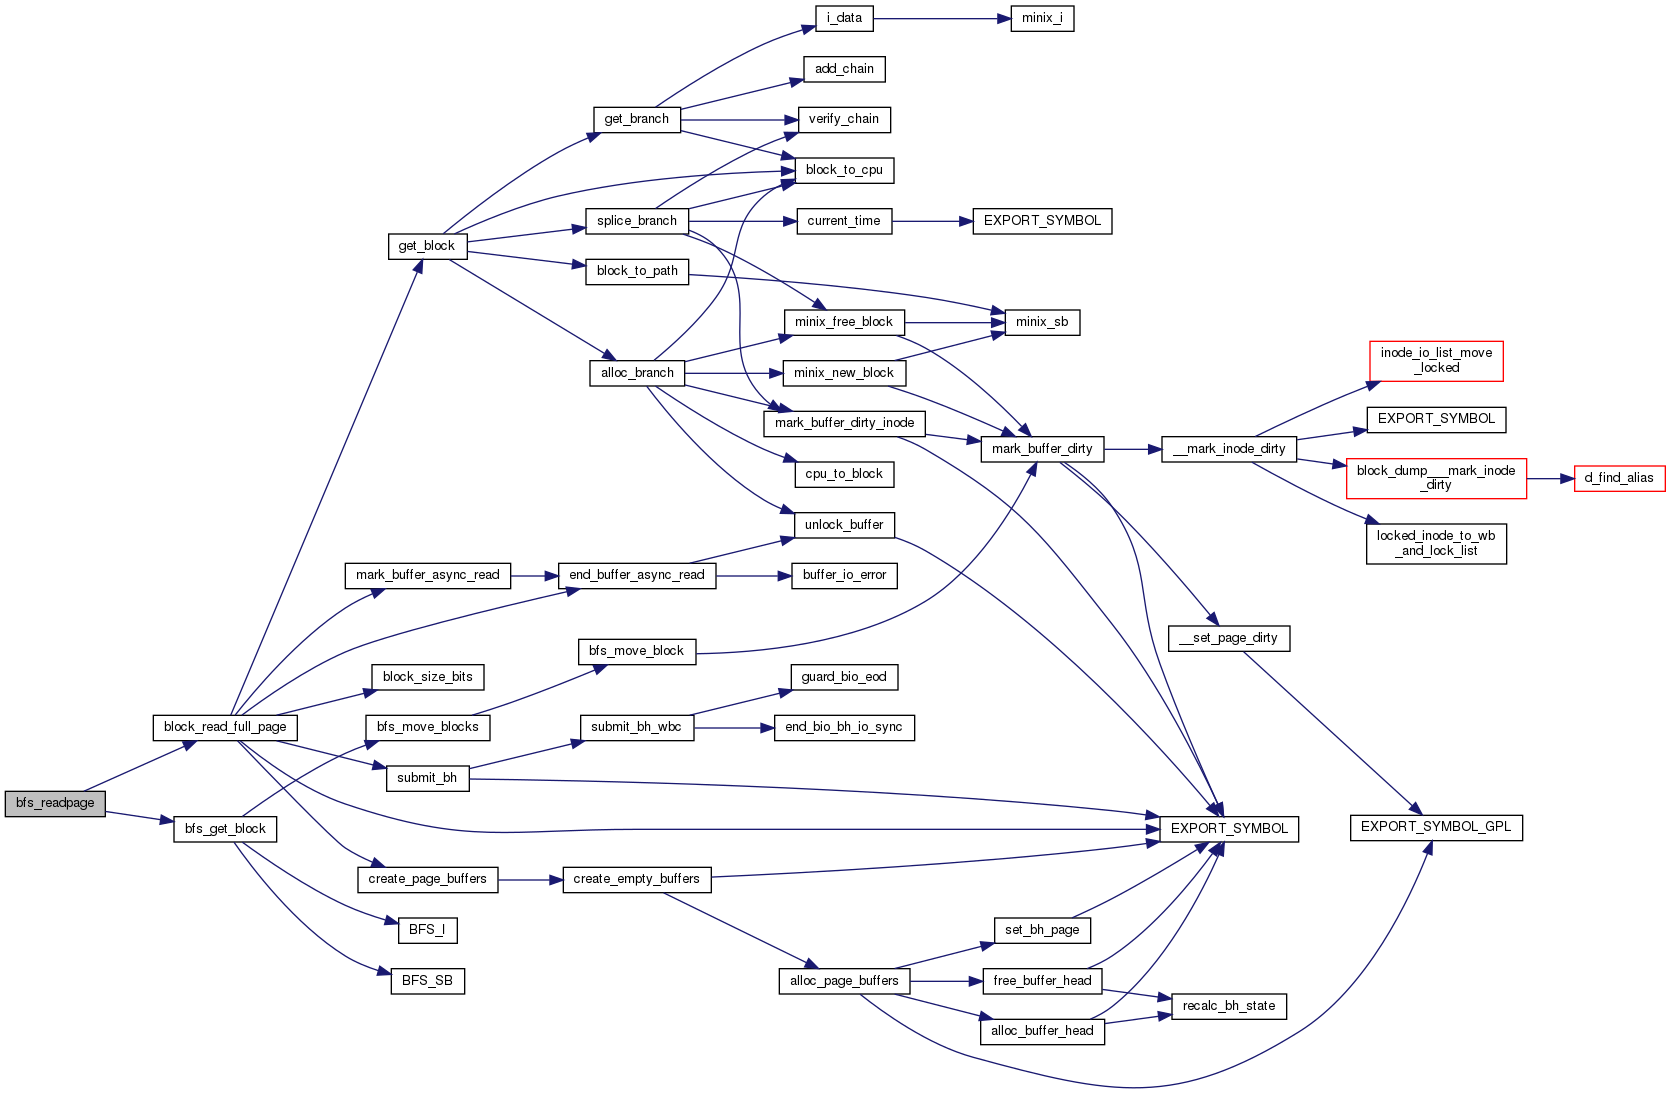 i_data
minix_i
add_chain
get_branch
verify_chain
block_to_cpu
splice_branch
current_time
EXPORT_SYMBOL
get_block
block_to_path
minix_free_block
minix_sb
inode_io_list_move
_locked
alloc_branch
minix_new_block
EXPORT_SYMBOL
mark_buffer_dirty_inode
mark_buffer_dirty
__mark_inode_dirty
block_dump___mark_inode
_dirty
d_find_alias
cpu_to_block
unlock_buffer
locked_inode_to_wb
_and_lock_list
mark_buffer_async_read
end_buffer_async_read
buffer_io_error
__set_page_dirty
bfs_move_block
block_size_bits
guard_bio_eod
block_read_full_page
bfs_move_blocks
submit_bh_wbc
end_bio_bh_io_sync
submit_bh
bfs_readpage
bfs_get_block
EXPORT_SYMBOL
EXPORT_SYMBOL_GPL
create_page_buffers
create_empty_buffers
BFS_I
set_bh_page
BFS_SB
alloc_page_buffers
free_buffer_head
recalc_bh_state
alloc_buffer_head